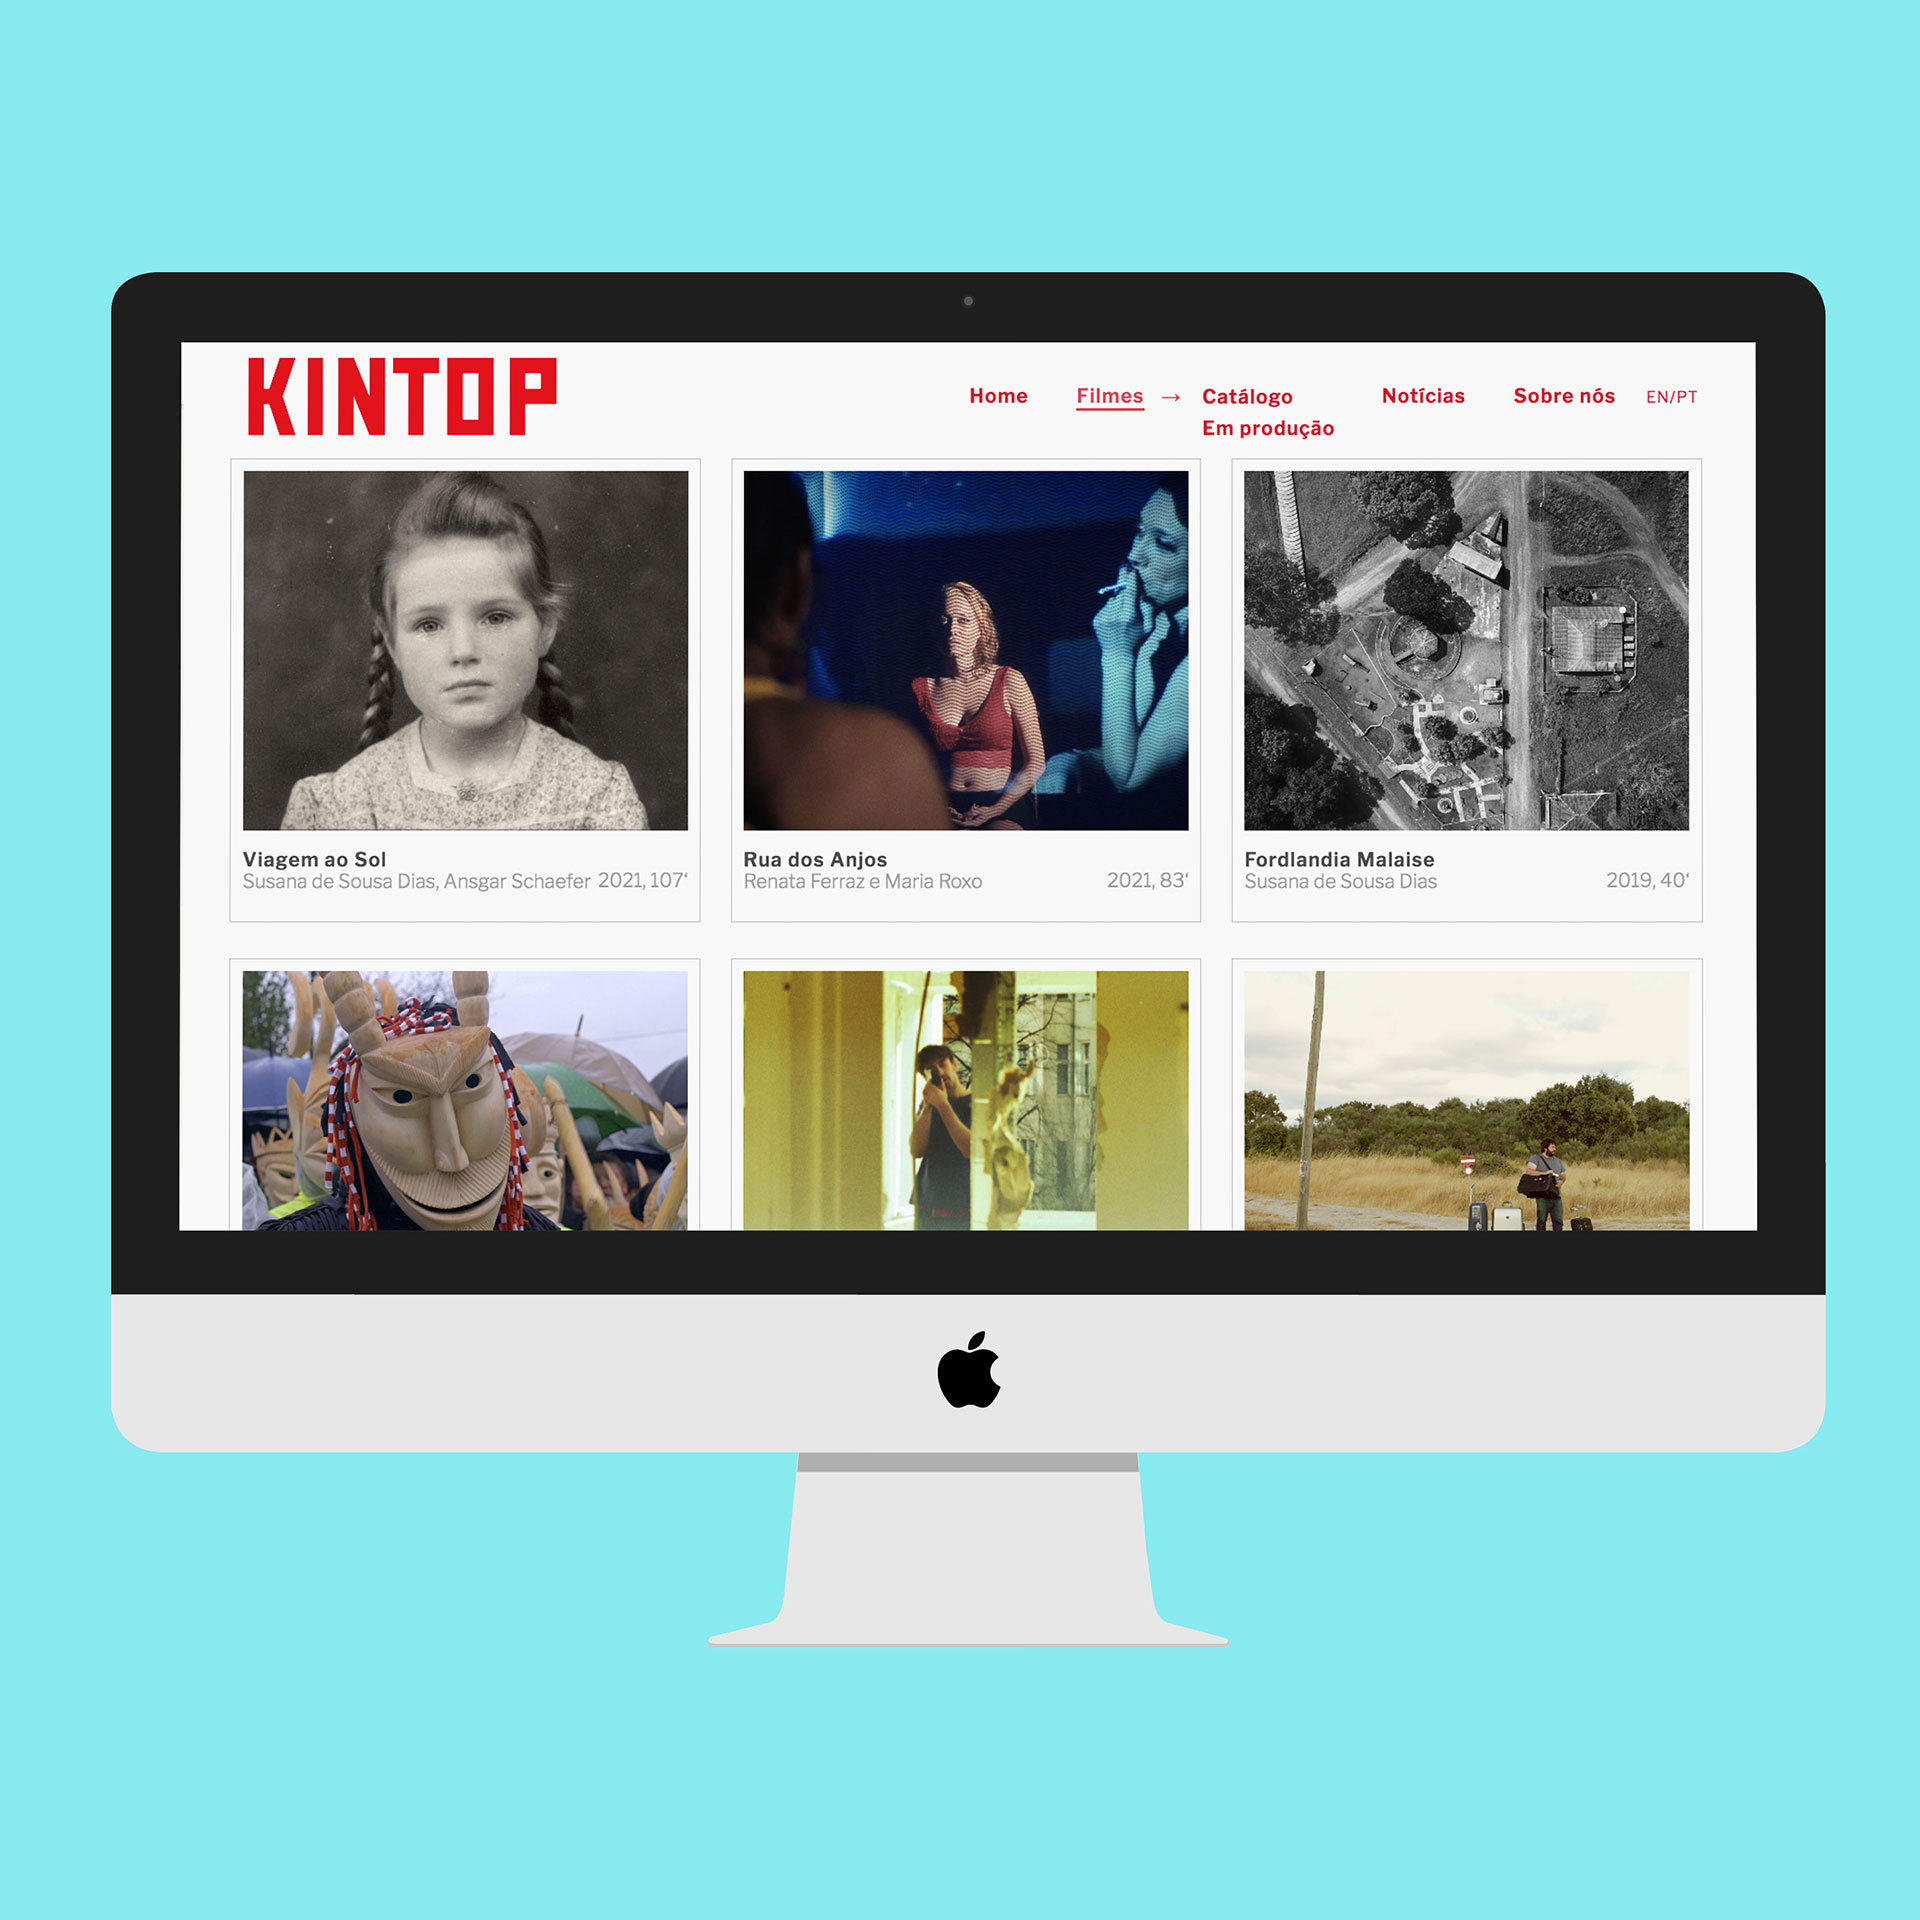 KINTOP
Home Filmes → Catálogo Notícias Sobre nós EN/PT
Em produção
Viagem ao Sol
Susana de Sousa Dias, Ansgar Schaefer 2021, 107‘
Rua dos Anjos
Renata Ferraz e Maria Roxo 2021, 83‘
Fordlandia Malaise
Susana de Sousa Dias 2019, 40‘